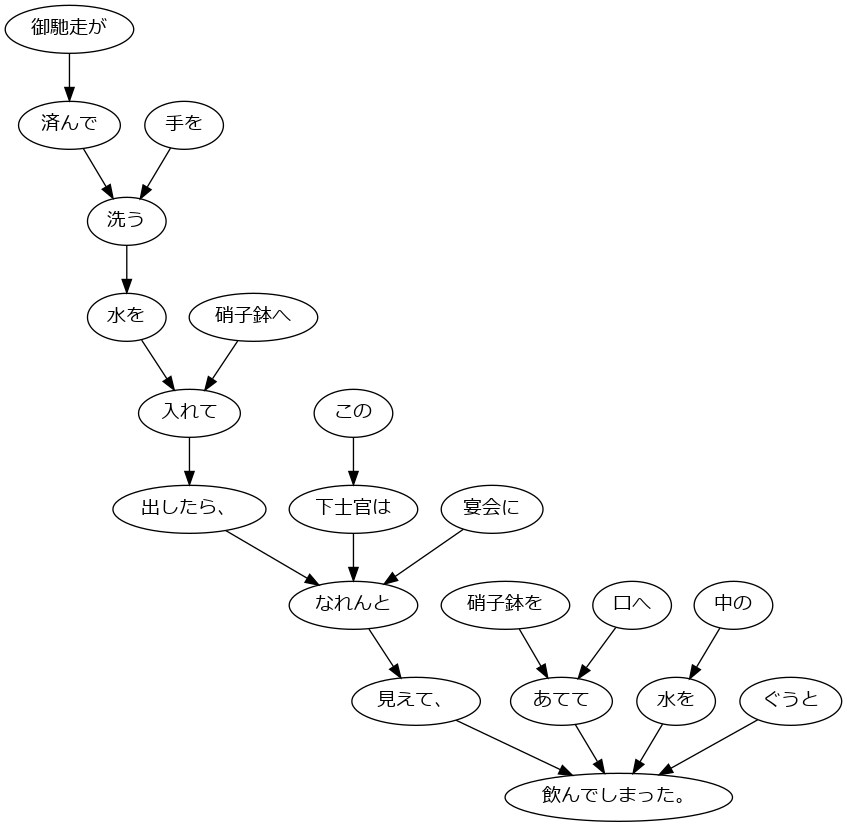 御馳走が
済んで
手を
洗う
水を
硝子鉢へ
入れて
この
出したら、
下士官は
宴会に
なれんと
硝子鉢を
口へ
中の
見えて、
あてて
水を
ぐうと
飲んでしまった。